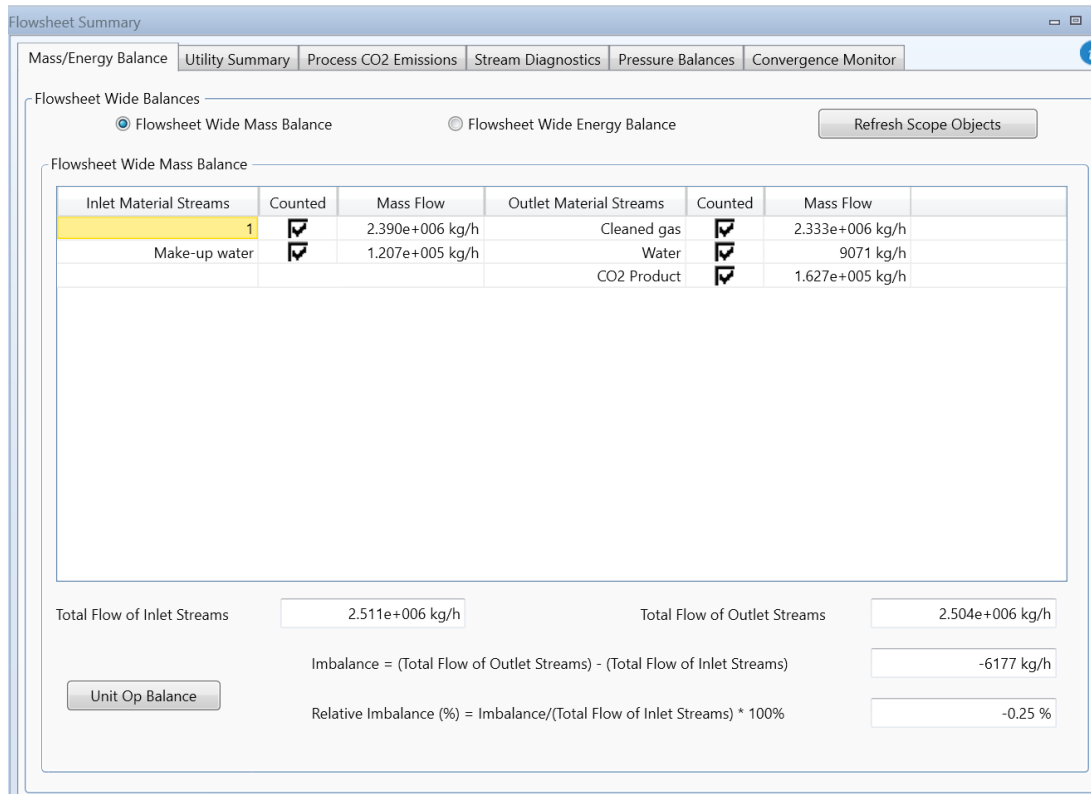 Flowsheet Summary
Mass/Energy Balance Utility Summary Process CO2 Emissions Stream Diagnostics Pressure Balances Convergence Monitor
Flowsheet Wide Balances
Flowsheet Wide Mass Balance Flowsheet Wide Energy Balance Refresh Scope Objects
Flowsheet Wide Mass Balance
Inlet Material Streams Counted Mass Flow Outlet Material Streams Counted Mass Flow
1 2.390e+006 kg/h Cleaned gas 2.333e+006 kg/h
Make-up water 1.207e+005 kg/h Water 9071 kg/h
CO2 Product 1.627e+005 kg/h
Total Flow of Inlet Streams 2.511e+006 kg/h Total Flow of Outlet Streams 2.504e+006 kg/h
Imbalance = (Total Flow of Outlet Streams) - (Total Flow of Inlet Streams) -6177 kg/h
Unit Op Balance
Relative Imbalance (%) = Imbalance/(Total Flow of Inlet Streams) * 100% -0.25 %